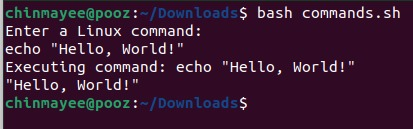 chinmayee@pooz:~/Downloads$ bash commands.sh
Enter a Linux command:
echo "Hello, World!"
Executing command: echo "Hello, World!"
"Hello, World!"
chinmayee@pooz:~/Downloads$